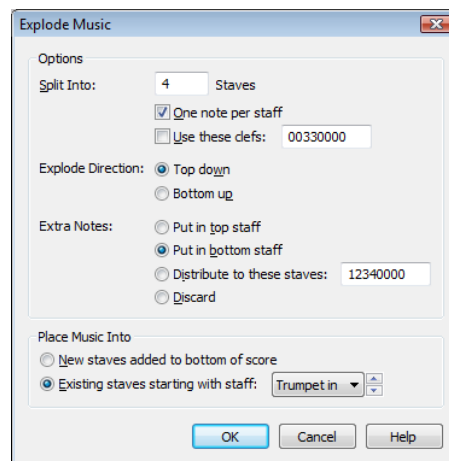 Explode Music
Options
Split Into: 4 Staves
One note per staff
Use these clefs: 00330000
Explode Direction: Top down
Bottom up
Extra Notes: Put in top staff
Put in bottom staff
Distribute to these staves: 12340000
Discard
Place Music Into
New staves added to bottom of score
Existing staves starting with staff: Trumpet in
OK Cancel Help